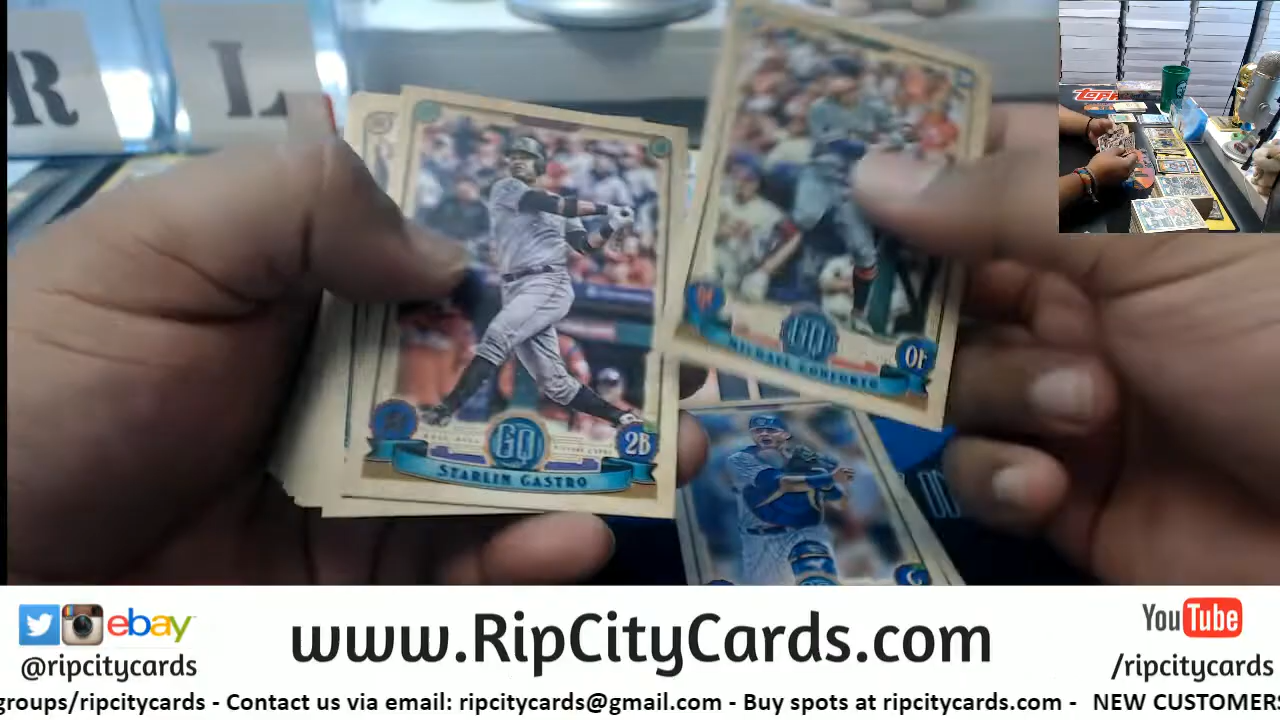 R L
Topps
GQ
2B
STARLIN CASTRO
GQ
OF
MICHAEL CONFORTO
C
ebay
@ripcitycards
www.RipCityCards.com
YouTube
/ripcitycards
groups/ripcitycards - Contact us via email: ripcitycards@gmail.com - Buy spots at ripcitycards.com - NEW CUSTOMERS